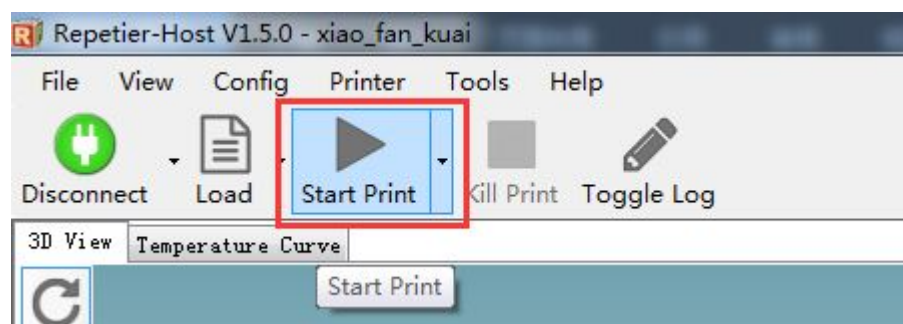 Repetier-Host V1.5.0 - xiao_fan_kuai
File View Config Printer Tools Help
Disconnect Load Start Print Kill Print Toggle Log
3D View Temperature Curve
Start Print